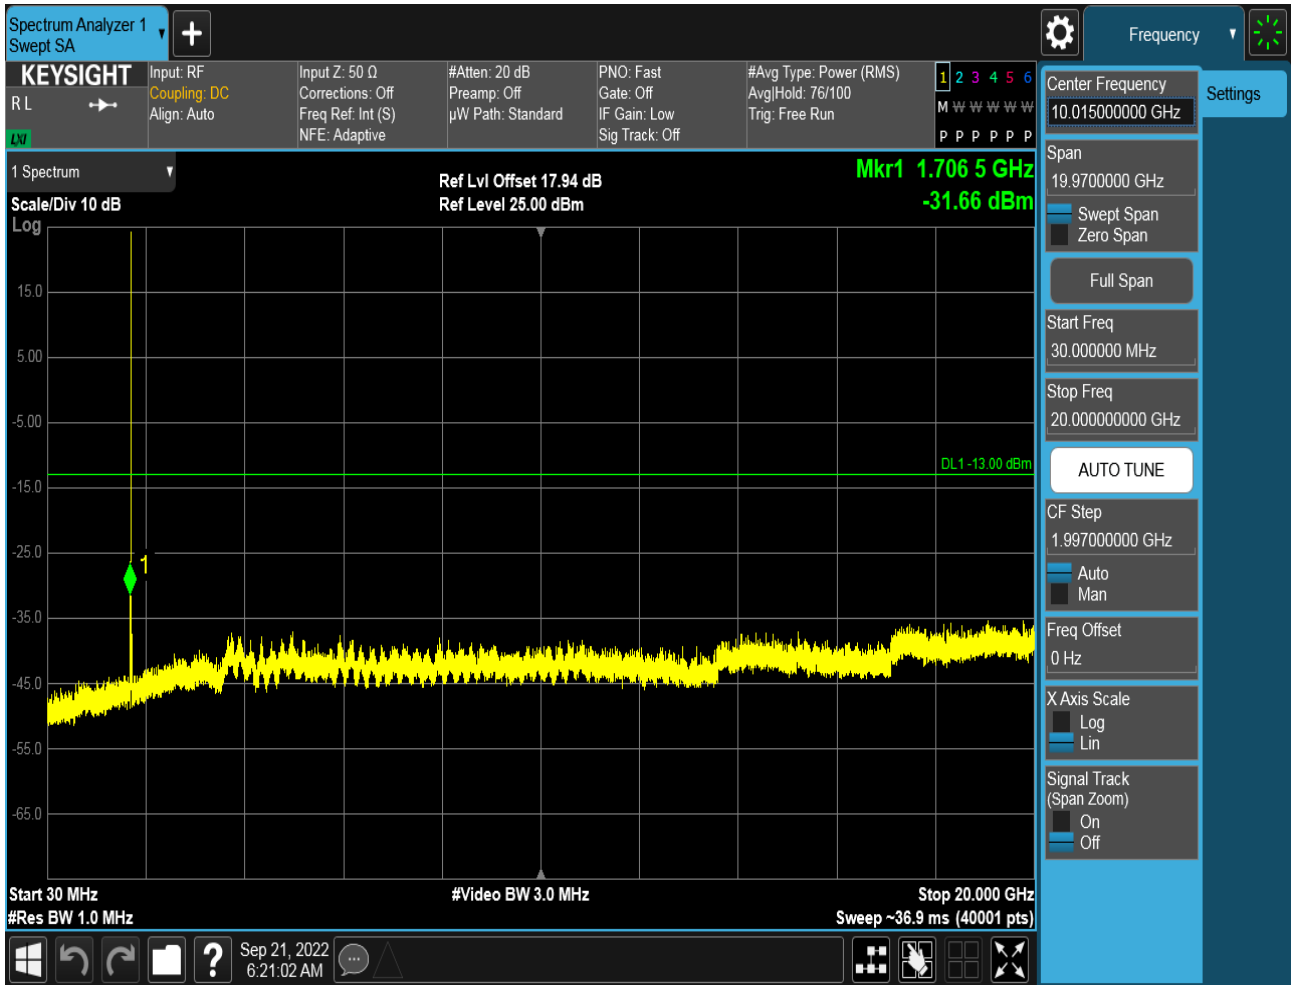 Spectrum Analyzer 1
Swept SA
Frequency
KEYSIGHT
R L
LXI
Input: RF
Coupling: DC
Align: Auto
Input Z: 50 Ω
Corrections: Off
Freq Ref: Int (S)
NFE: Adaptive
#Atten: 20 dB
Preamp: Off
µW Path: Standard
PNO: Fast
Gate: Off
IF Gain: Low
Sig Track: Off
#Avg Type: Power (RMS)
Avg|Hold: 76/100
Trig: Free Run
1 2 3 4 5 6
M W W W W W
P P P P P P
1 Spectrum
Scale/Div 10 dB
Log
Ref Lvl Offset 17.94 dB
Ref Level 25.00 dBm
Mkr1 1.706 5 GHz
-31.66 dBm
15.0
5.00
-5.00
DL1 -13.00 dBm
-15.0
-25.0
1
-35.0
-45.0
-55.0
-65.0
Start 30 MHz
#Res BW 1.0 MHz
#Video BW 3.0 MHz
Stop 20.000 GHz
Sweep ~36.9 ms (40001 pts)
Sep 21, 2022
6:21:02 AM
?
Center Frequency
10.015000000 GHz
Settings
Span
19.9700000 GHz
Swept Span
Zero Span
Full Span
Start Freq
30.000000 MHz
Stop Freq
20.000000000 GHz
AUTO TUNE
CF Step
1.997000000 GHz
Auto
Man
Freq Offset
0 Hz
X Axis Scale
Log
Lin
Signal Track
(Span Zoom)
On
Off